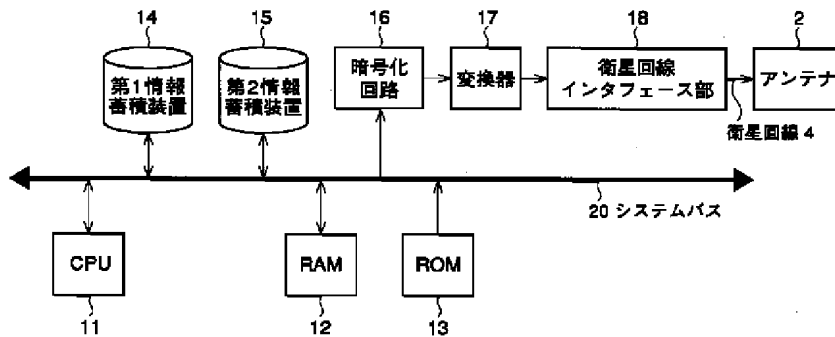 14
15
16
17
18
2
第1情報
蓄積装置
第2情報
蓄積装置
暗号化
回路
変換器
衛星回線
インタフェース部
アンテナ
衛星回線 4
20 システムバス
CPU
RAM
ROM
11
12
13